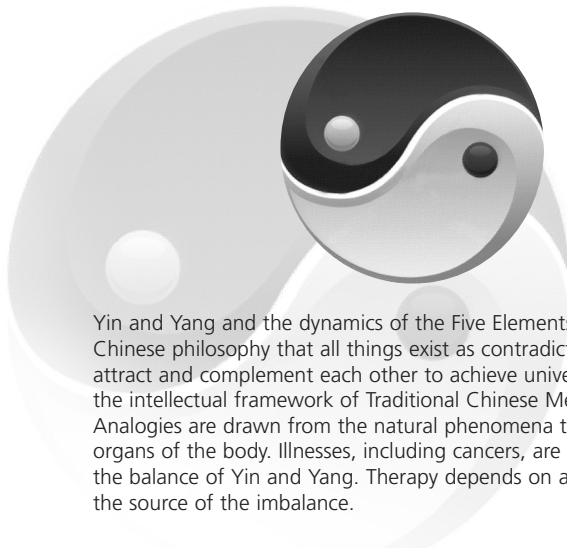 Yin and Yang and the dynamics of the Five Elements
Chinese philosophy that all things exist as contradict
attract and complement each other to achieve unive
the intellectual framework of Traditional Chinese Me
Analogies are drawn from the natural phenomena t
organs of the body. Illnesses, including cancers, are
the balance of Yin and Yang. Therapy depends on a
the source of the imbalance.